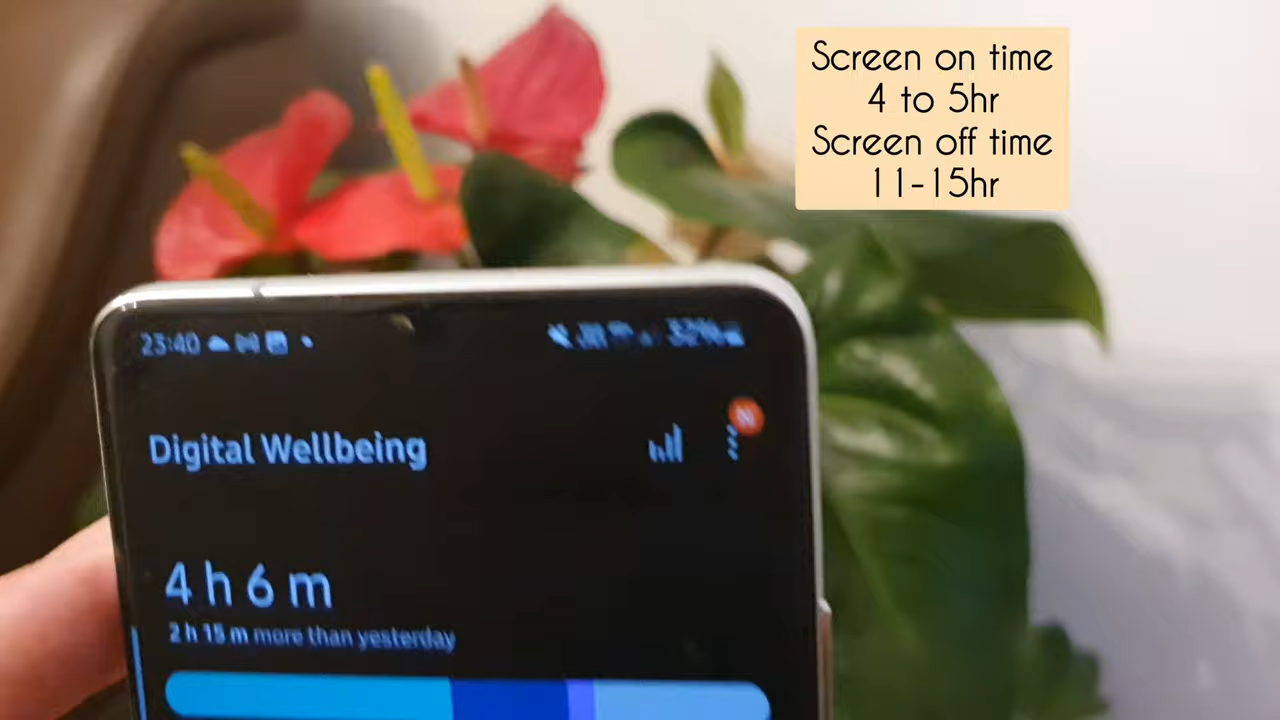 Screen on time
4 to 5hr
Screen off time
11-15hr
23:40
32%
Digital Wellbeing
N
4 h 6 m
2 h 15 m more than yesterday